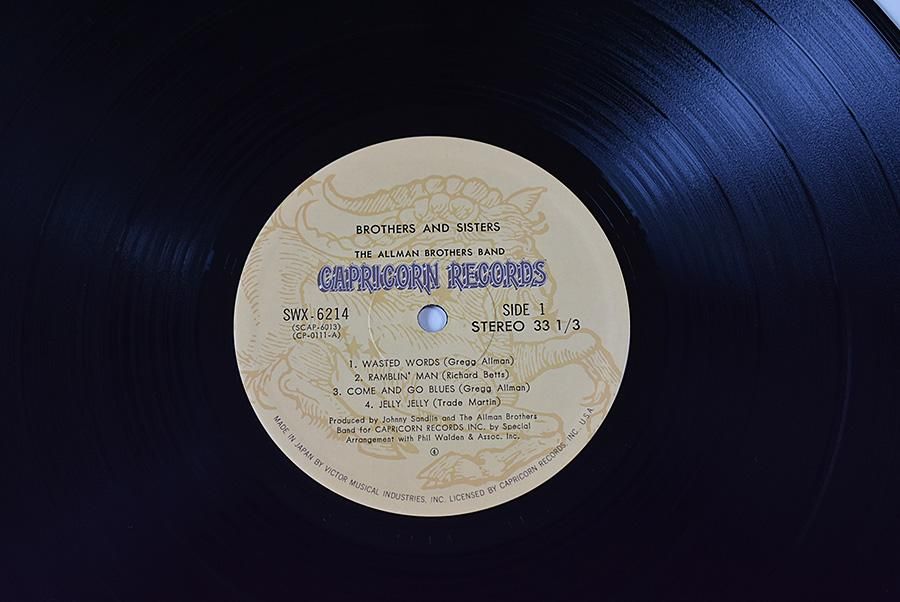 BROTHERS AND SISTERS
THE ALLMAN BROTHERS BAND
CAPRICORN RECORDS
SWX-6214
(SCAP-6013)
(CP-0111-A)
SIDE 1
STEREO 33 1/3
1. WASTED WORDS (Gregg Allman)
2. RAMBLIN' MAN (Richard Betts)
3. COME AND GO BLUES (Gregg Allman)
4. JELLY JELLY (Trade Martin)
Produced by Johnny Sandlin and The Allman Brothers
Band for CAPRICORN RECORDS INC. by Special
Arrangement with Phil Walden & Assoc. Inc.
④
MADE IN JAPAN BY VICTOR MUSICAL INDUSTRIES, INC. LICENSED BY CAPRICORN RECORDS, INC. U.S.A.